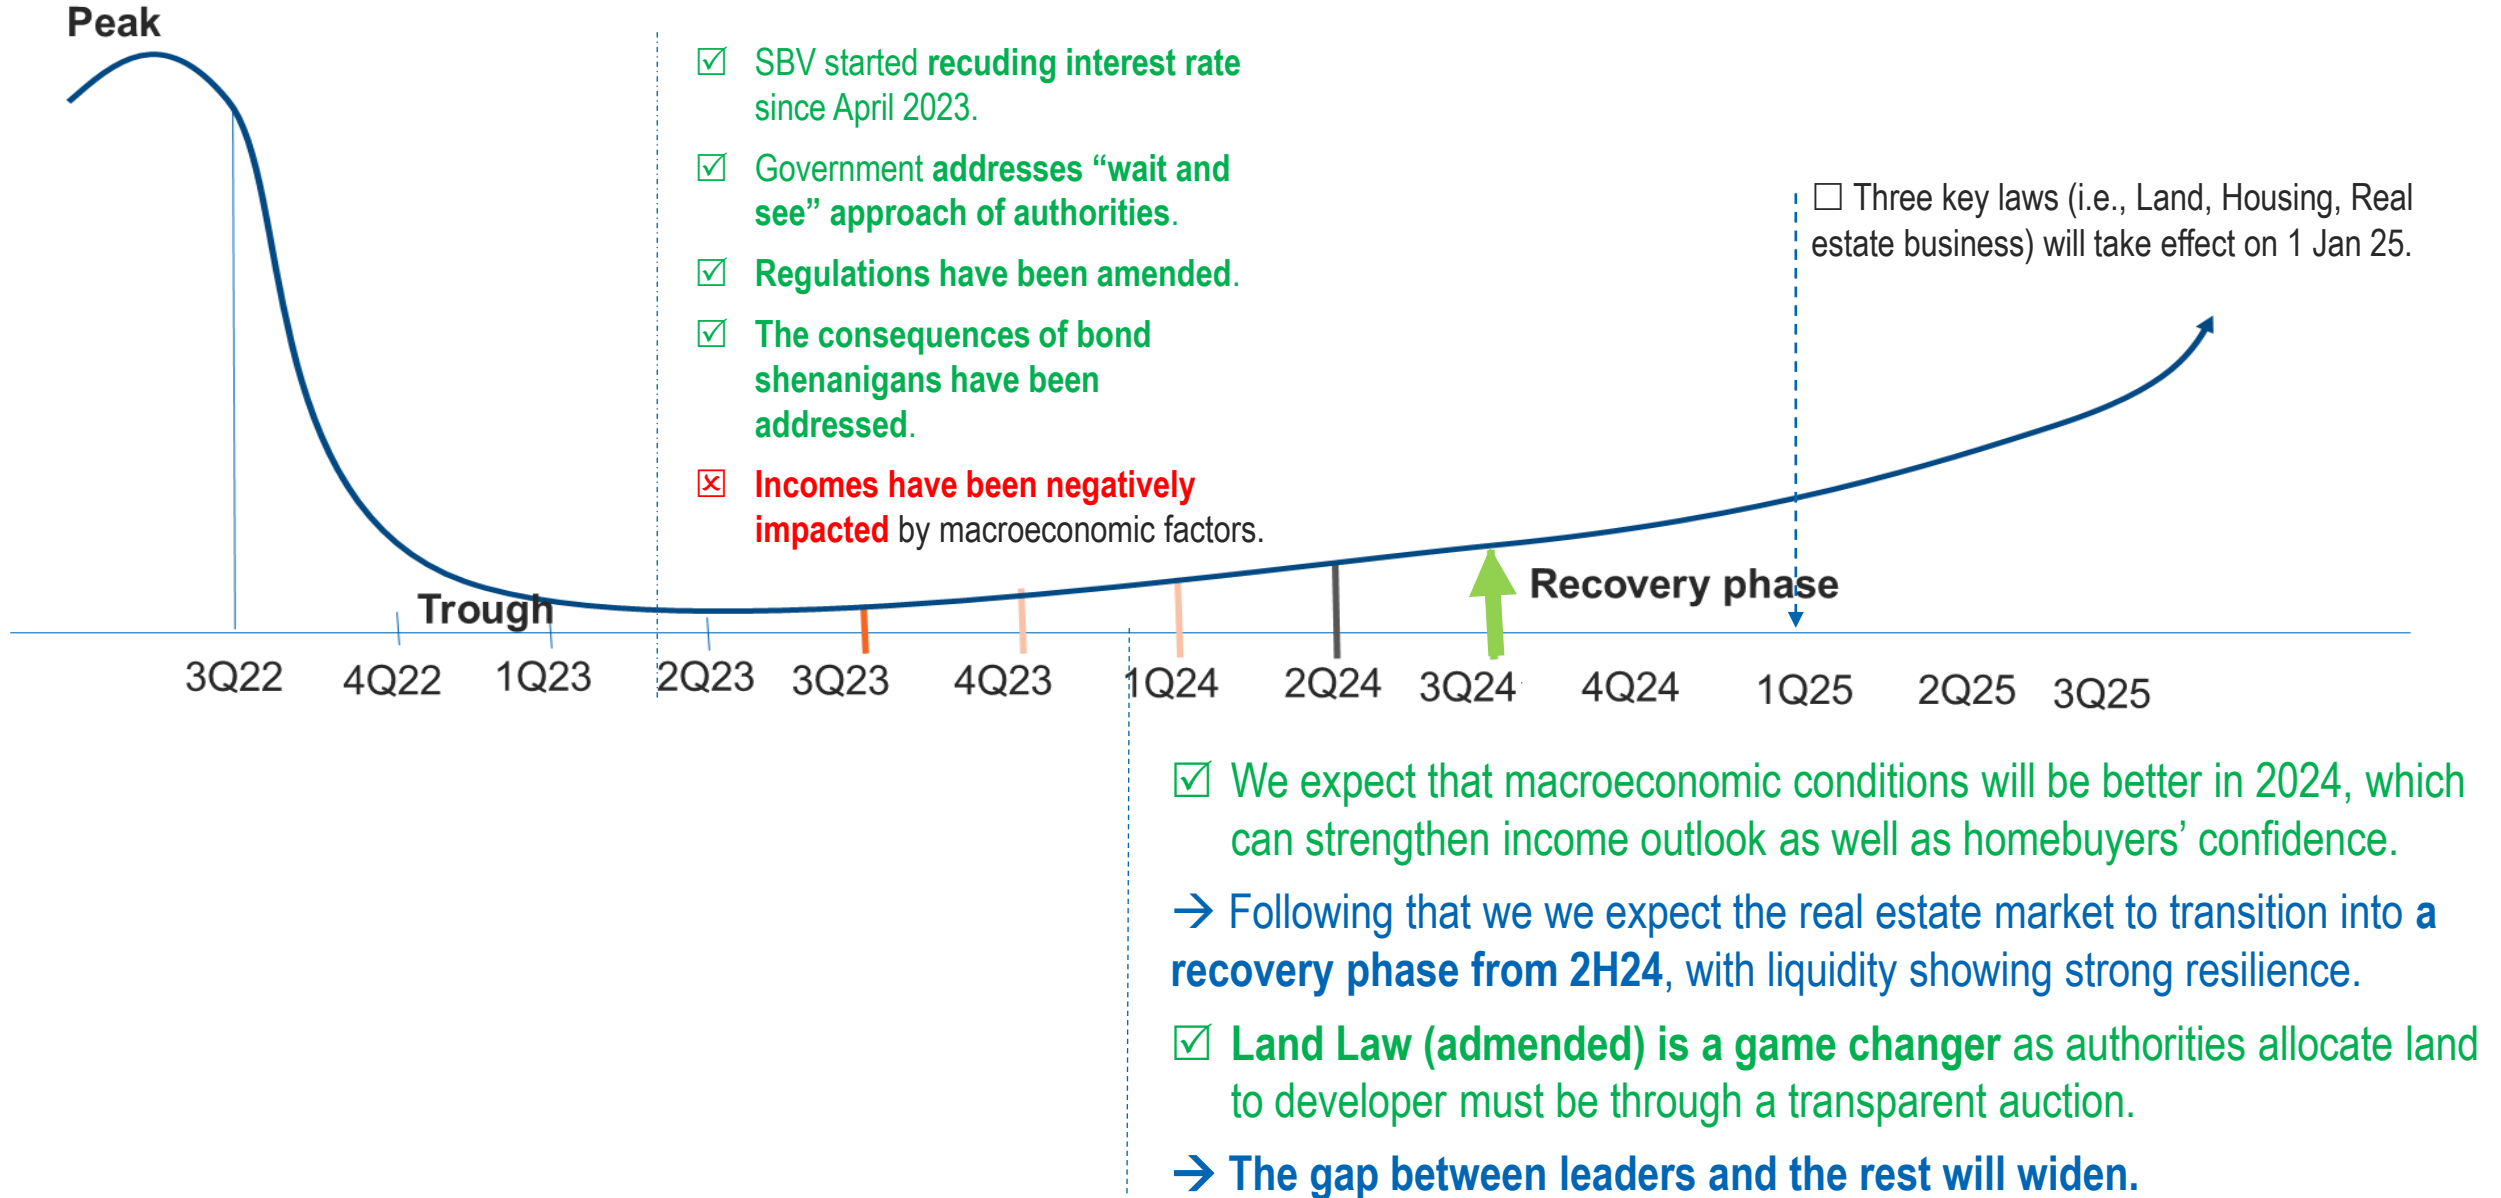 Peak
☑ SBV started recuding interest rate
since April 2023.
☑ Government addresses “wait and
see” approach of authorities.
☑ Regulations have been amended.
☑ The consequences of bond
shenanigans have been
addressed.
☒ Incomes have been negatively
impacted by macroeconomic factors.
☐ Three key laws (i.e., Land, Housing, Real
estate business) will take effect on 1 Jan 25.
Trough
Recovery phase
3Q22 4Q22 1Q23 2Q23 3Q23 4Q23 1Q24 2Q24 3Q24 4Q24 1Q25 2Q25 3Q25
☑ We expect that macroeconomic conditions will be better in 2024, which
can strengthen income outlook as well as homebuyers’ confidence.
→ Following that we we expect the real estate market to transition into a
recovery phase from 2H24, with liquidity showing strong resilience.
☑ Land Law (admended) is a game changer as authorities allocate land
to developer must be through a transparent auction.
→ The gap between leaders and the rest will widen.